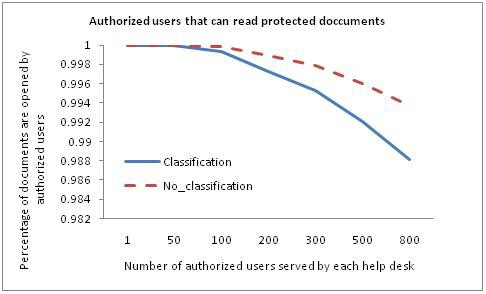 Authorized users that can read protected doccuments
Percentage of documents are opened by
authorized users
1
0.998
0.996
0.994
0.992
0.99
0.988
0.986
0.984
0.982
Classification
No_classification
1 50 100 200 300 500 800
Number of authorized users served by each help desk